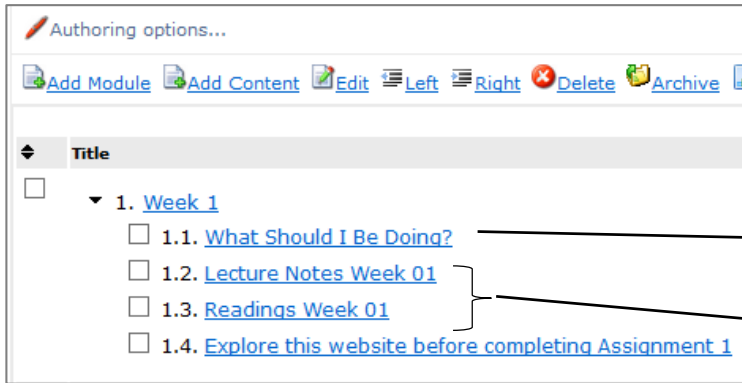 Authoring options...
Add Module Add Content Edit Left Right Delete Archive
Title
1. Week 1
1.1. What Should I Be Doing?
1.2. Lecture Notes Week 01
1.3. Readings Week 01
1.4. Explore this website before completing Assignment 1